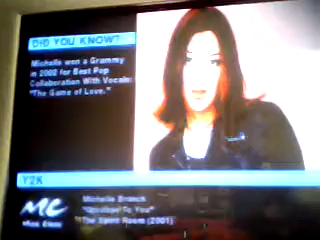 DID YOU KNOW?
Michelle won a Grammy
in 2002 for Best Pop
Collaboration With Vocals:
"The Game of Love."
Y2K
Michelle Branch
"Goodbye To You"
The Spirit Room (2001)
MC
Music Choice